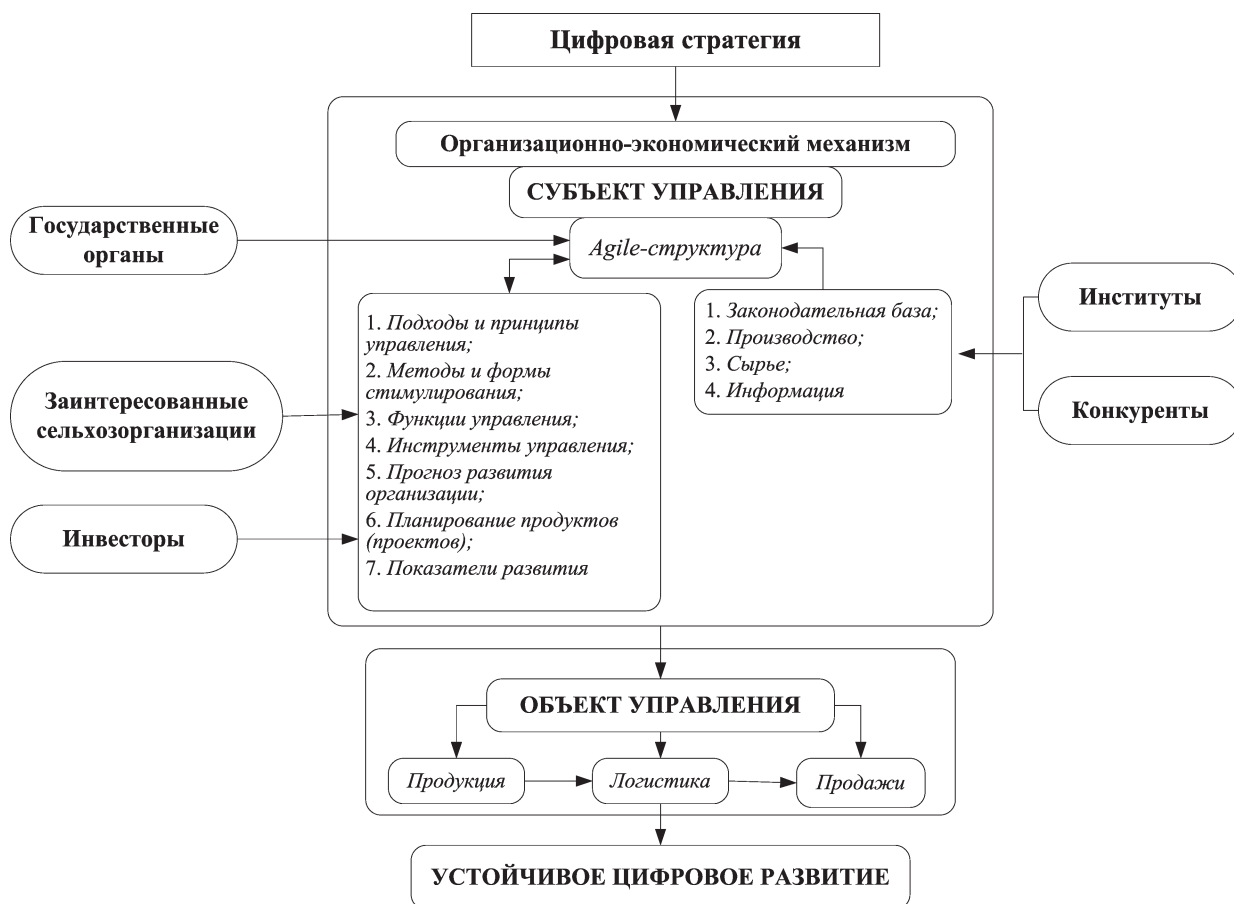 Цифровая стратегия
Организационно-экономический механизм
СУБЪЕКТ УПРАВЛЕНИЯ
Agile-структура
Государственные
органы
Заинтересованные
сельхозорганизации
Инвесторы
1. Подходы и принципы
управления;
2. Методы и формы
стимулирования;
3. Функции управления;
4. Инструменты управления;
5. Прогноз развития
организации;
6. Планирование продуктов
(проектов);
7. Показатели развития
1. Законодательная база;
2. Производство;
3. Сырье;
4. Информация
Институты
Конкуренты
ОБЪЕКТ УПРАВЛЕНИЯ
Продукция
Логистика
Продажи
УСТОЙЧИВОЕ ЦИФРОВОЕ РАЗВИТИЕ